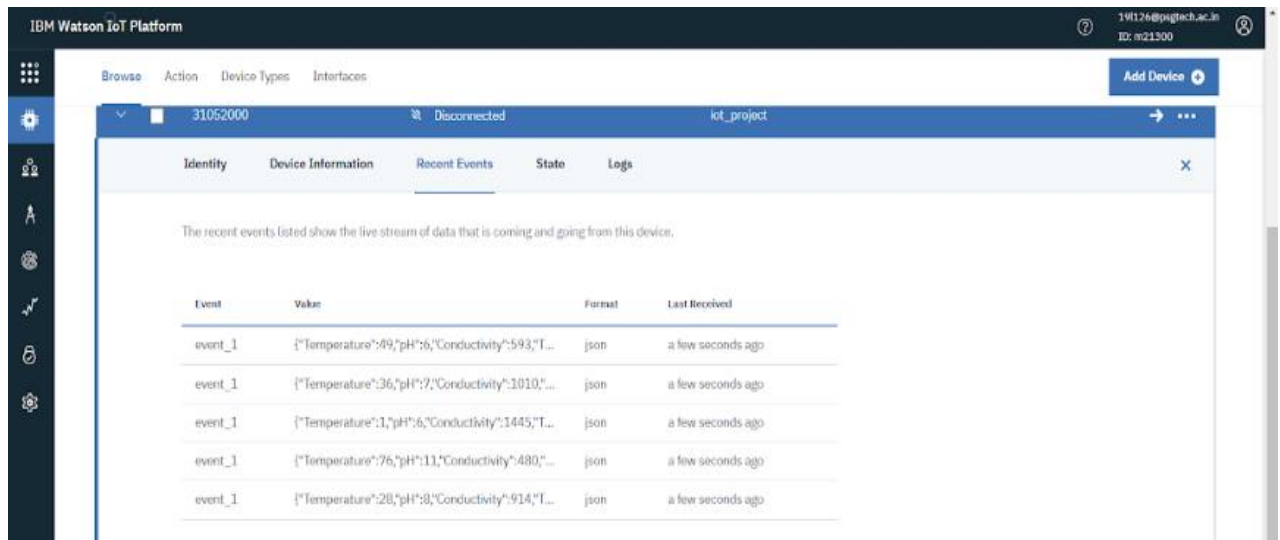 IBM Watson IoT Platform
19l126@psgtech.ac.in
ID: m21300
Browse Action Device Types Interfaces
Add Device
31052000 Disconnected iot_project
Identity Device Information Recent Events State Logs
The recent events listed show the live stream of data that is coming and going from this device.
Event Value Format Last Received
event_1 {"Temperature":49,"pH":6,"Conductivity":593,"T... json a few seconds ago
event_1 {"Temperature":36,"pH":7,"Conductivity":1010,"... json a few seconds ago
event_1 {"Temperature":1,"pH":6,"Conductivity":1445,"T... json a few seconds ago
event_1 {"Temperature":76,"pH":11,"Conductivity":480,"... json a few seconds ago
event_1 {"Temperature":28,"pH":8,"Conductivity":914,"T... json a few seconds ago